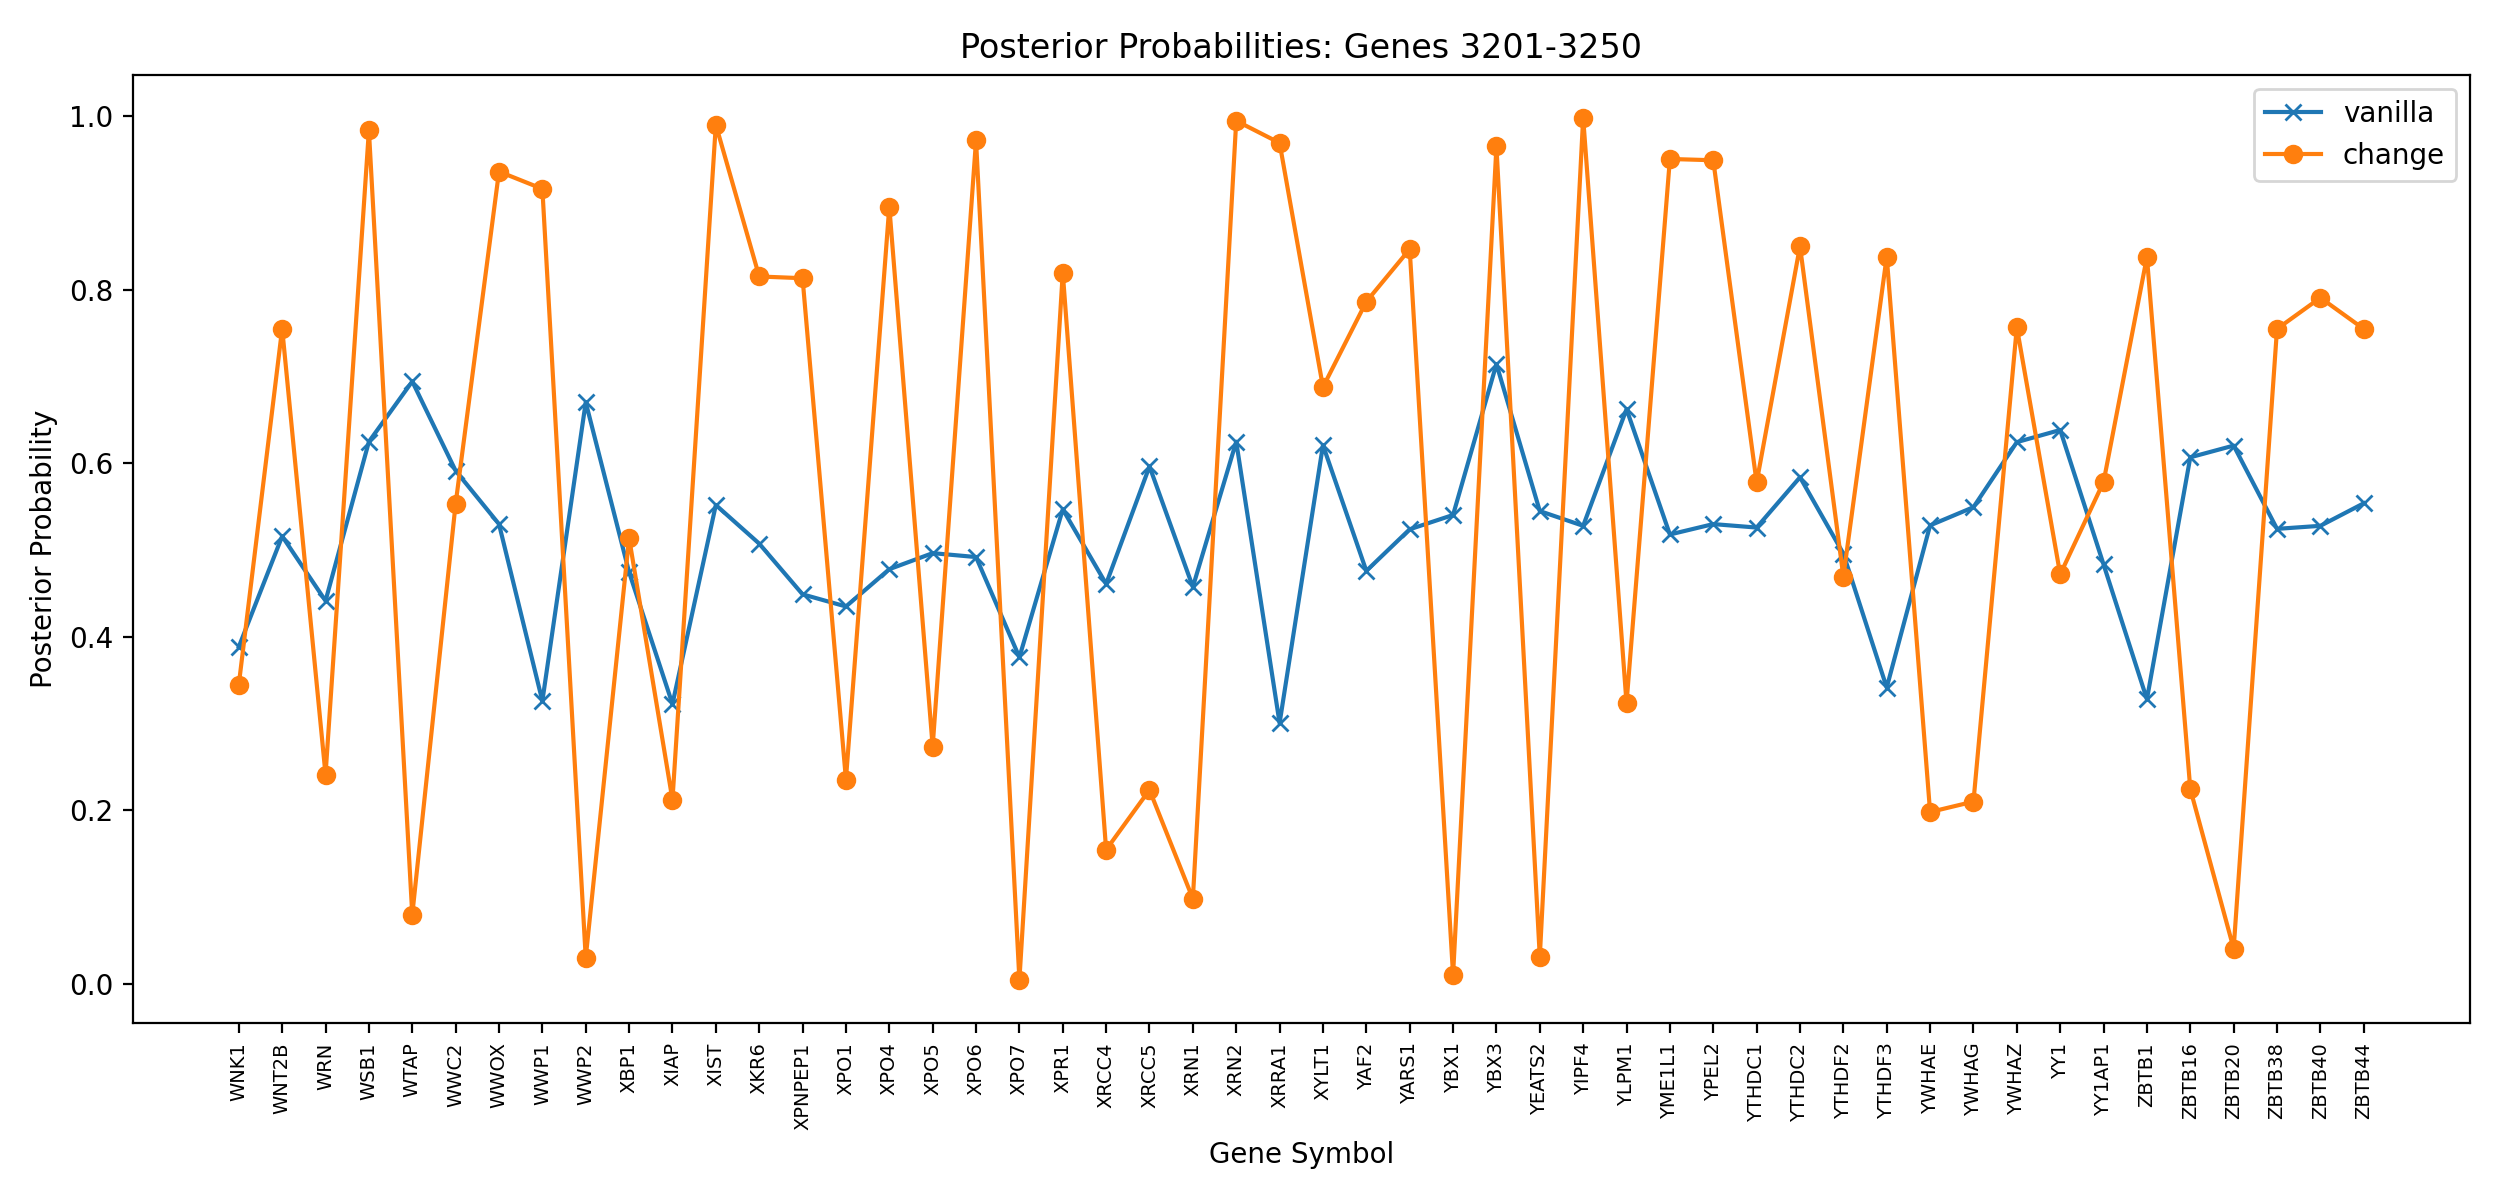 Posterior Probabilities: Genes 3201-3250
vanilla
change
Posterior Probability
1.0
0.8
0.6
0.4
0.2
0.0
WNK1
WNT2B
WRN
WSB1
WTAP
WWC2
WWOX
WWP1
WWP2
XBP1
XIAP
XIST
XKR6
XPNPEP1
XPO1
XPO4
XPO5
XPO6
XPO7
XPR1
XRCC4
XRCC5
XRN1
XRN2
XRRA1
XYLT1
YAF2
YARS1
YBX1
YBX3
YEATS2
YIPF4
YLPM1
YME1L1
YPEL2
YTHDC1
YTHDC2
YTHDF2
YTHDF3
YWHAE
YWHAG
YWHAZ
YY1
YY1AP1
ZBTB1
ZBTB16
ZBTB20
ZBTB38
ZBTB40
ZBTB44
Gene Symbol